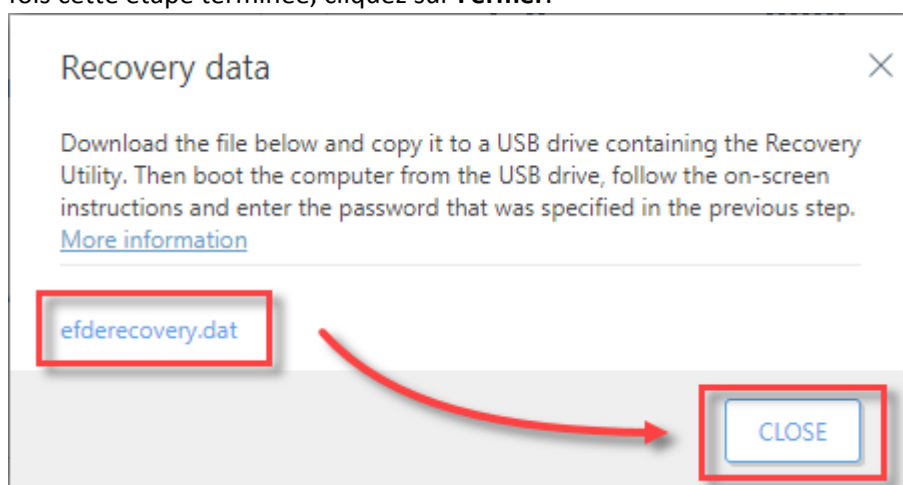 fois cette étape terminée, cliquez sur Fermer.
Recovery data
Download the file below and copy it to a USB drive containing the Recovery
Utility. Then boot the computer from the USB drive, follow the on-screen
instructions and enter the password that was specified in the previous step.
More information
efderecovery.dat
CLOSE